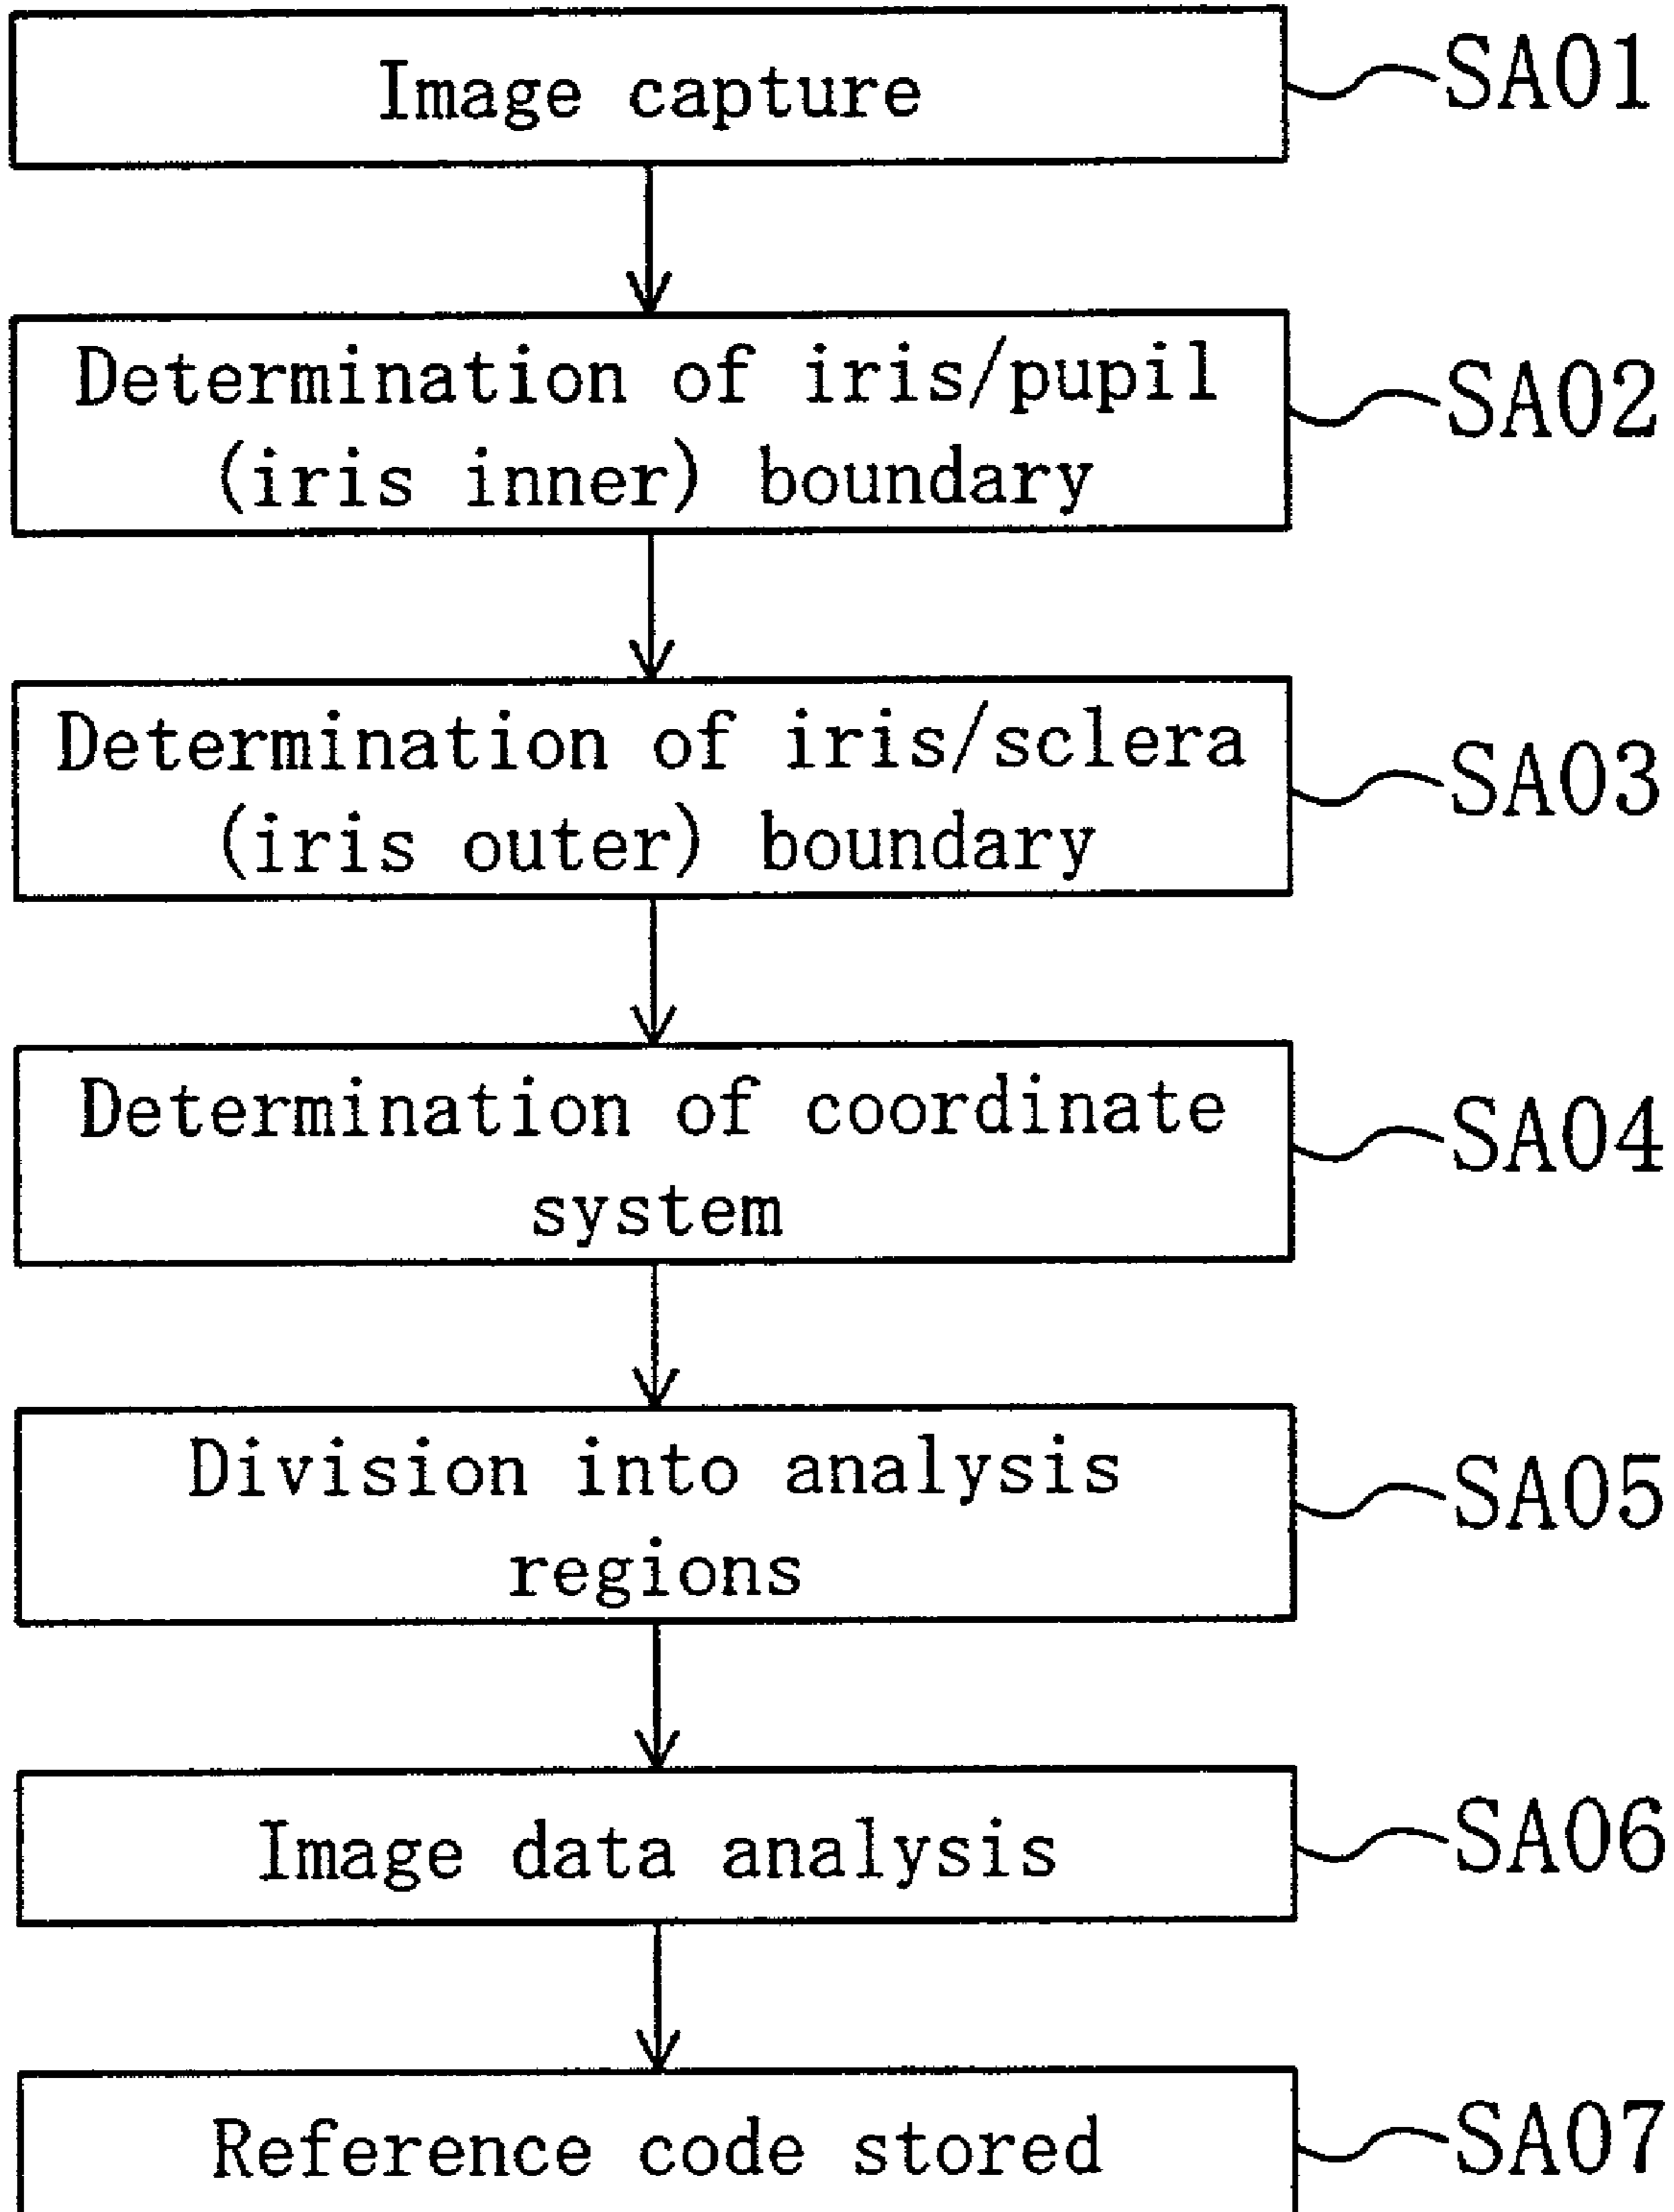 Image capture
SA01
Determination of iris/pupil
(iris inner) boundary
SA02
Determination of iris/sclera
(iris outer) boundary
SA03
Determination of coordinate
system
SA04
Division into analysis
regions
SA05
Image data analysis
SA06
Reference code stored
SA07